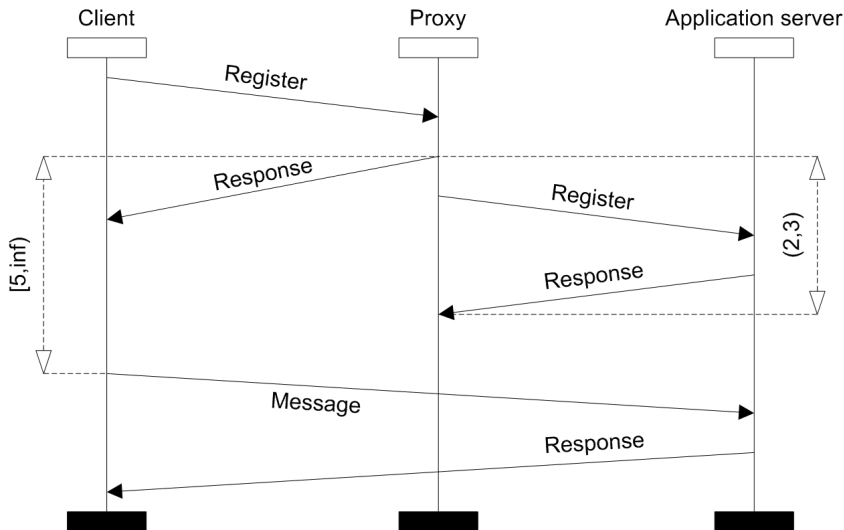 Client
Proxy
Application server
Register
Response
Register
[5,inf)
(2,3)
Response
Message
Response